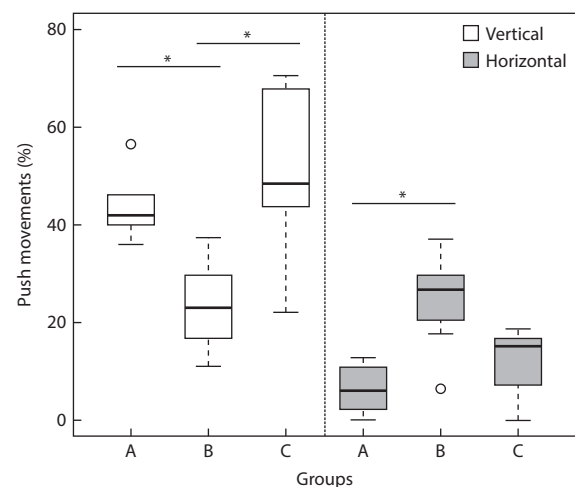 80
60
40
20
0
Push movements (%)
*
*
*
Vertical
Horizontal
A B C A B C
Groups